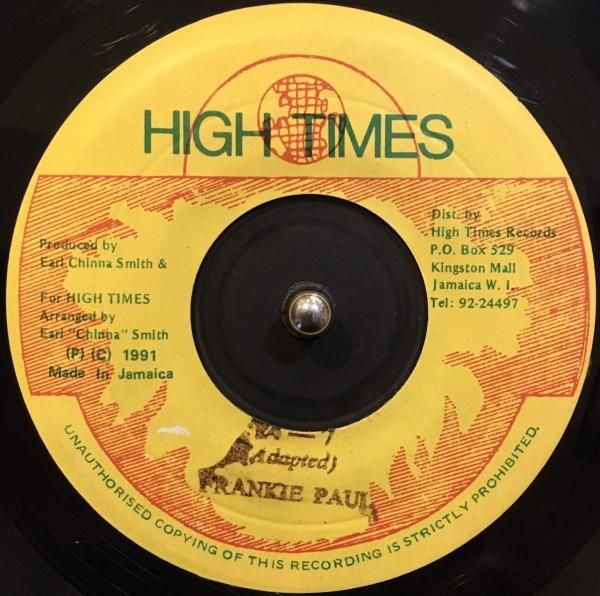 HIGH TIMES
Produced by
Earl Chinna Smith &
For HIGH TIMES
Arranged by
Earl "Chinna" Smith
(P) (C) 1991
Made In Jamaica
Dist. by
High Times Records
P.O. Box 529
Kingston Mall
Jamaica W. I.
Tel: 92-24497
(Adapted)
FRANKIE PAUL
UNAUTHORISED COPYING OF THIS RECORDING IS STRICTLY PROHIBITED.